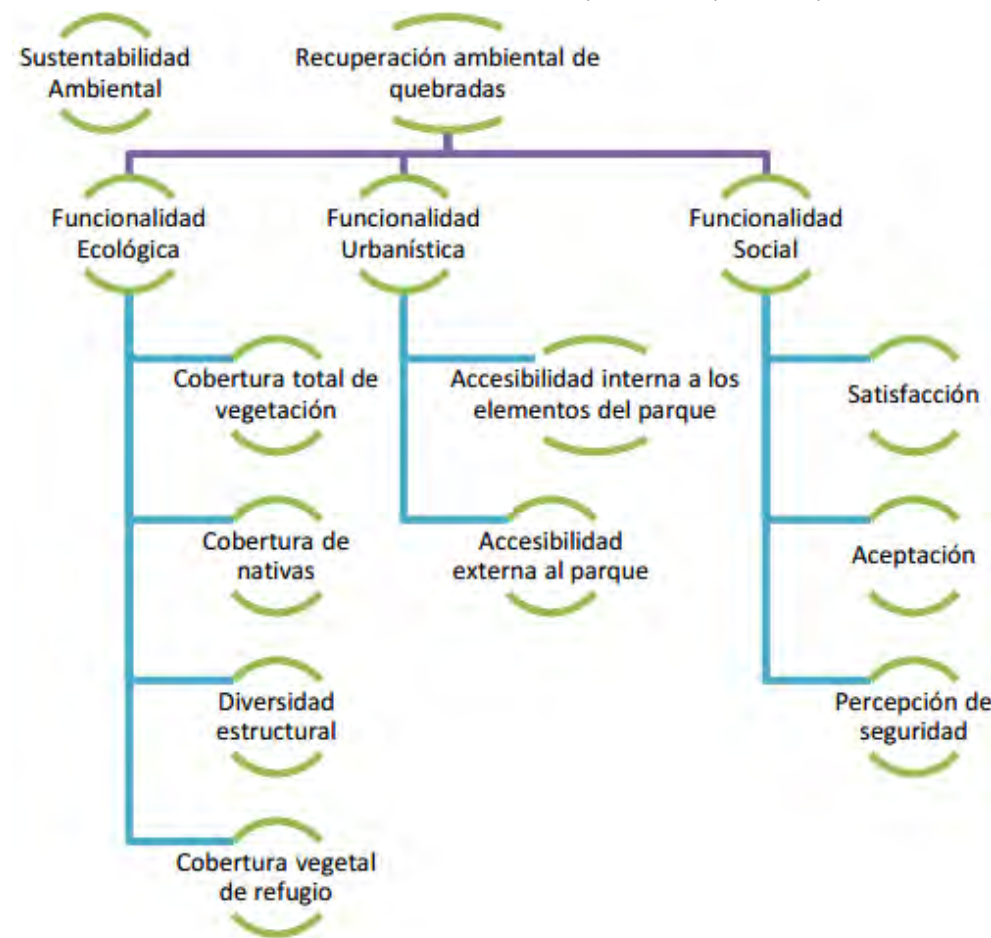 Sustentabilidad
Ambiental
Recuperación ambiental de
quebradas
Funcionalidad
Ecológica
Funcionalidad
Urbanística
Funcionalidad
Social
Cobertura total de
vegetación
Accesibilidad interna a los
elementos del parque
Satisfacción
Cobertura de
nativas
Accesibilidad
externa al parque
Aceptación
Diversidad
estructural
Percepción de
seguridad
Cobertura vegetal
de refugio